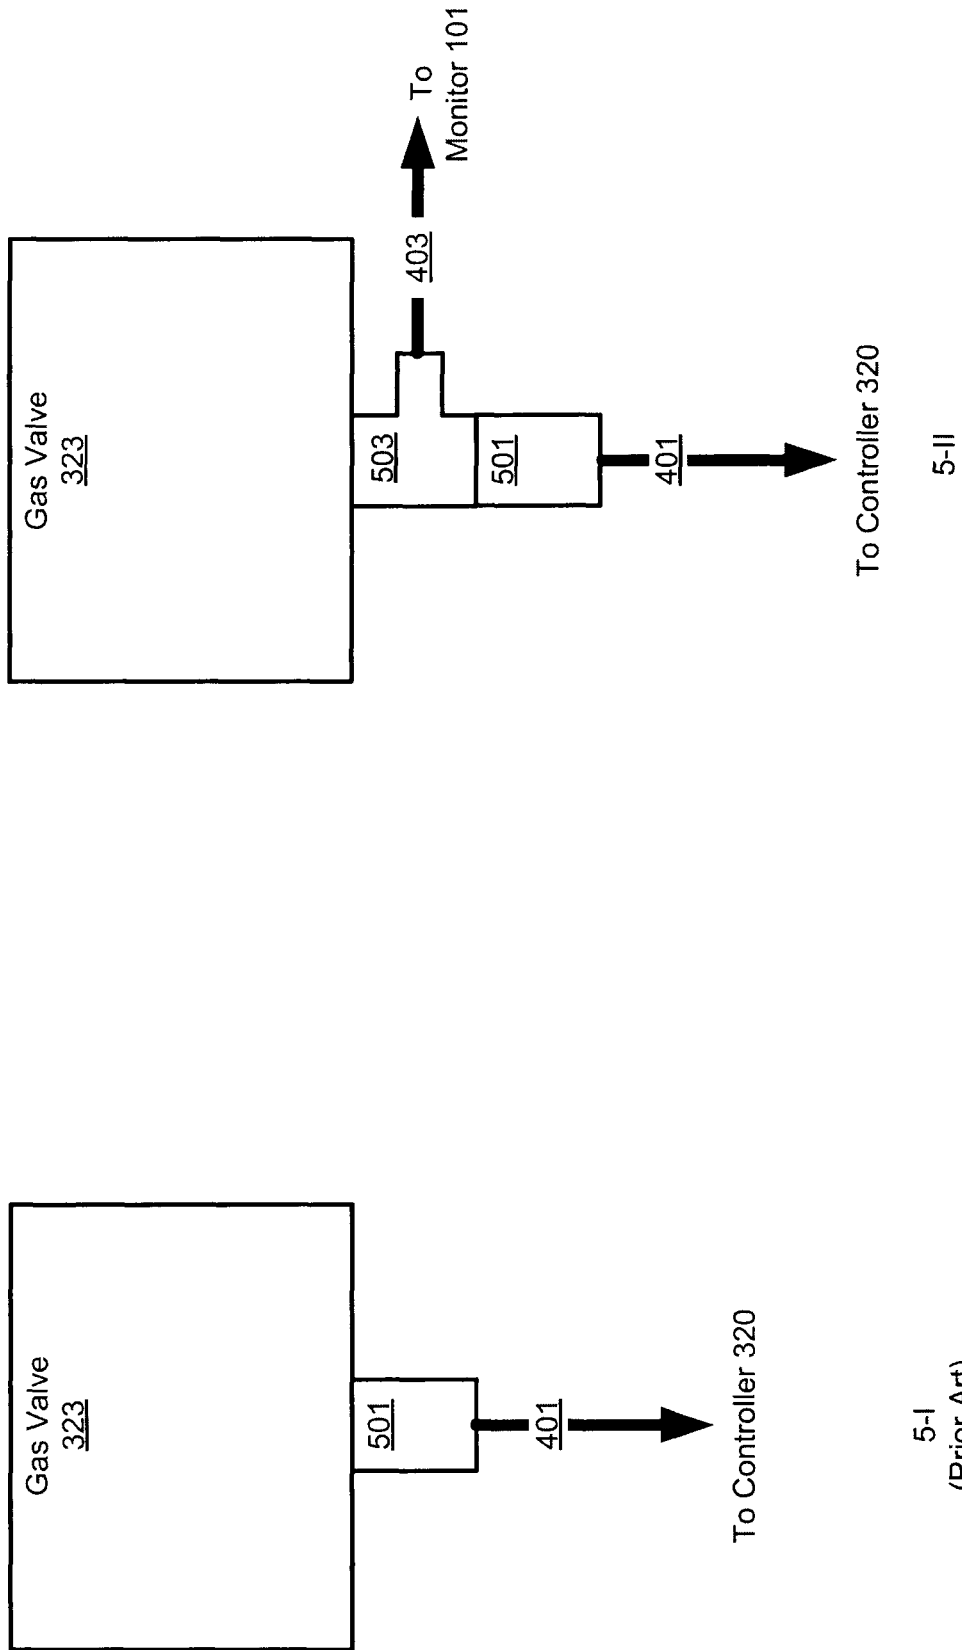 Gas Valve
323
501
401
To Controller 320
5-I
(Prior Art)
Gas Valve
323
503
403
To
Monitor 101
501
401
To Controller 320
5-II